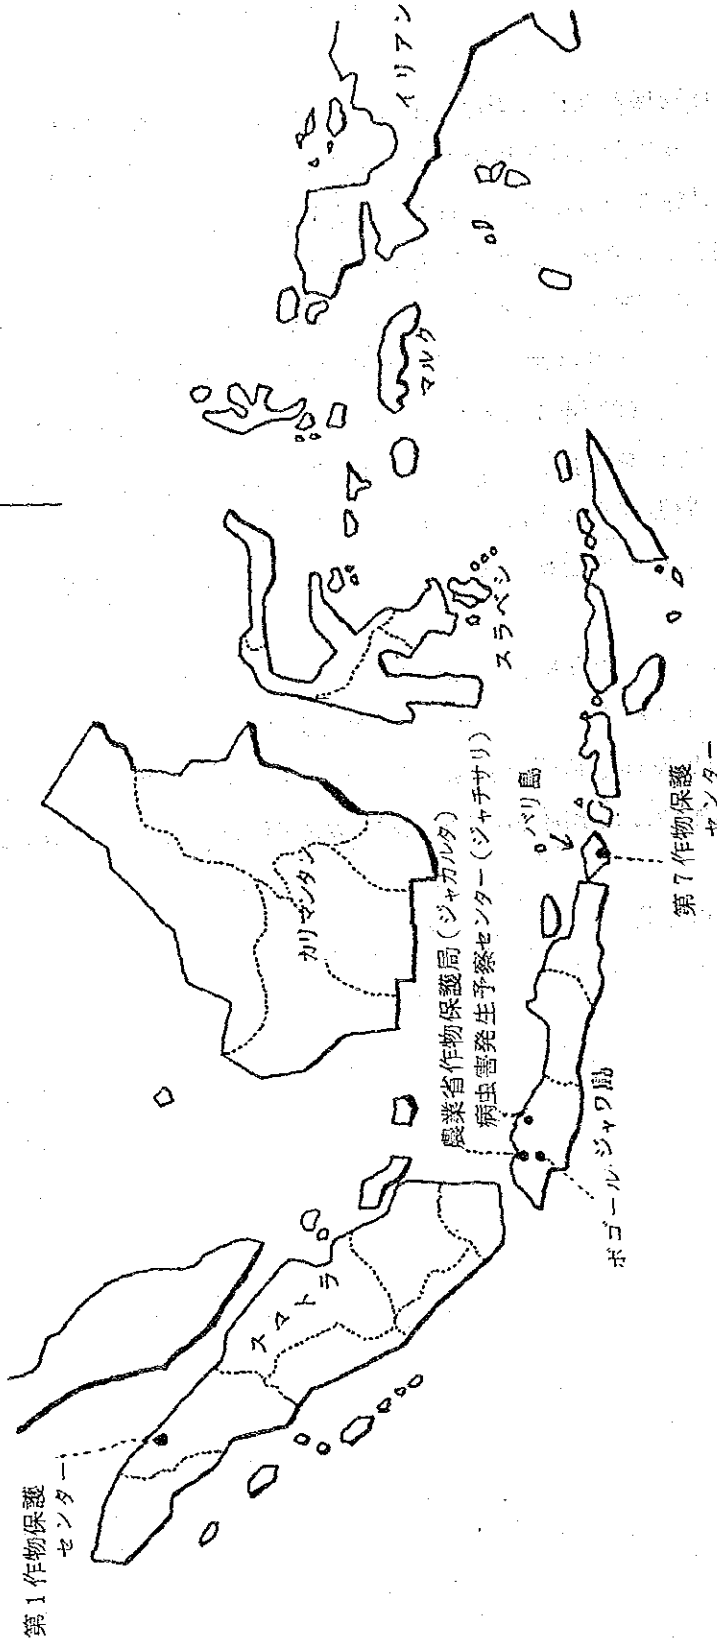 第1作物保護
センター
スマトラ
カリマンタン
スラベシ
マルク
イリアン
農業省作物保護局(ジャカルタ)
病虫害発生予察センター(ジャチサリ)
バリ島
ボゴール
ジャワ島
第7作物保護
センター